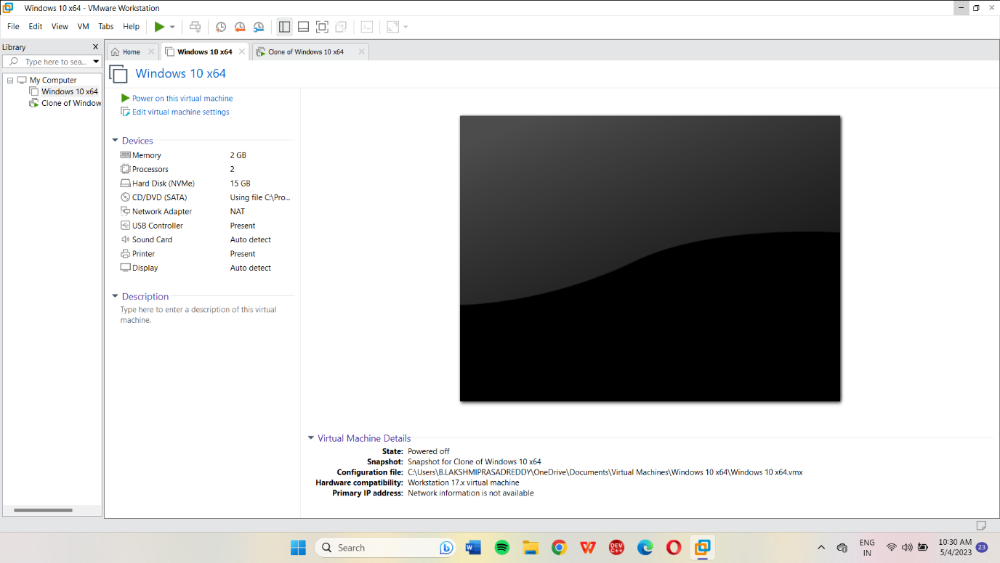 Windows 10 x64 - VMware Workstation
File Edit View VM Tabs Help
Library
Type here to sea...
My Computer
Windows 10 x64
Clone of Window
Home
Windows 10 x64
Clone of Windows 10 x64
Windows 10 x64
Power on this virtual machine
Edit virtual machine settings
Devices
Memory 2 GB
Processors 2
Hard Disk (NVMe) 15 GB
CD/DVD (SATA) Using file C:\Pro...
Network Adapter NAT
USB Controller Present
Sound Card Auto detect
Printer Present
Display Auto detect
Description
Type here to enter a description of this virtual
machine.
Virtual Machine Details
State: Powered off
Snapshot: Snapshot for Clone of Windows 10 x64
Configuration file: C:\Users\B.LAKSHMIPRASADREDDY\OneDrive\Documents\Virtual Machines\Windows 10 x64\Windows 10 x64.vmx
Hardware compatibility: Workstation 17.x virtual machine
Primary IP address: Network information is not available
Search
W
DEV
C++
ENG
IN
10:30 AM
5/4/2023
23